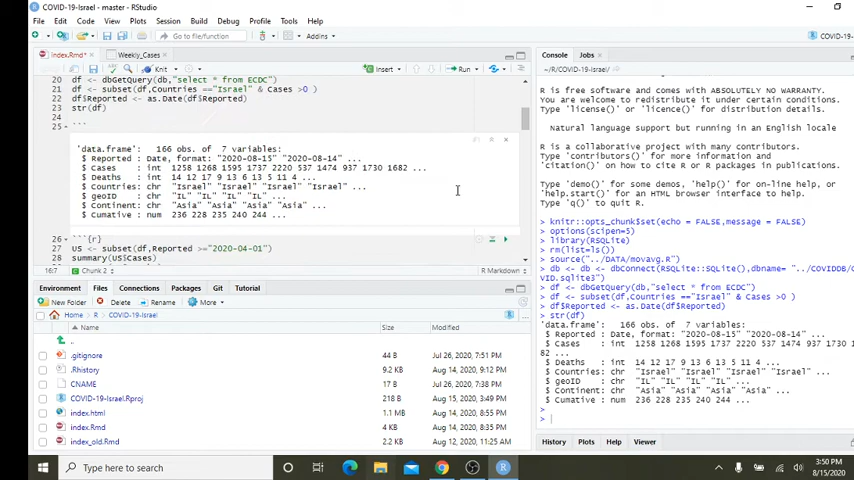 COVID-19-Israel - master - RStudio
File Edit Code View Plots Session Build Debug Profile Tools Help
Go to file/function Addins
Index.Rmd* Weekly_Cases
Knit Insert Run
20 df <- dbGetQuery(db,"select * from ECDC")
21 df <- subset(df,Countries =="Israel" & Cases >0 )
22 df$Reported <- as.Date(df$Reported)
23 str(df)
24
25 ```
'data.frame': 166 obs. of 7 variables:
$ Reported : Date, format: "2020-08-15" "2020-08-14" ...
$ Cases : int 1258 1268 1595 1737 2220 537 1474 937 1730 1682 ...
$ Deaths : int 14 12 17 9 13 6 13 5 11 4 ...
$ Countries: chr "Israel" "Israel" "Israel" "Israel" ...
$ geoID : chr "IL" "IL" "IL" "IL" ...
$ Continent: chr "Asia" "Asia" "Asia" "Asia" ...
$ Cumative : num 236 228 235 240 244 ...
26 ```{r}
27 US <- subset(df,Reported >="2020-04-01")
28 summary(US$Cases)
16:7 Chunk 2 R Markdown
Environment Files Connections Packages Git Tutorial
New Folder Delete Rename More
Home R COVID-19-Israel
Name Size Modified
..
.gitignore 44 B Jul 26, 2020, 7:51 PM
.Rhistory 9.2 KB Aug 14, 2020, 9:12 PM
CNAME 17 B Jul 26, 2020, 7:38 PM
COVID-19-Israel.Rproj 218 B Aug 15, 2020, 3:49 PM
index.html 1.1 MB Aug 14, 2020, 8:55 PM
index.Rmd 4 KB Aug 14, 2020, 8:55 PM
index_old.Rmd 2.2 KB Aug 12, 2020, 11:25 AM
COVID-19-Israel
Console Jobs
~/R/COVID-19-Israel/
R is free software and comes with ABSOLUTELY NO WARRANTY.
You are welcome to redistribute it under certain conditions.
Type 'license()' or 'licence()' for distribution details.
Natural language support but running in an English locale
R is a collaborative project with many contributors.
Type 'contributors()' for more information and
'citation()' on how to cite R or R packages in publications.
Type 'demo()' for some demos, 'help()' for on-line help, or
'help.start()' for an HTML browser interface to help.
Type 'q()' to quit R.
> knitr::opts_chunk$set(echo = FALSE,message = FALSE)
> options(scipen=5)
> library(RSQLite)
> rm(list=ls())
> source("../DATA/movavg.R")
> db <- dbConnect(RSQLite::SQLite(),dbname = "../COVIDDB/CO
VID.sqlite3")
> df <- dbGetQuery(db,"select * from ECDC")
> df <- subset(df,Countries =="Israel" & Cases >0 )
> df$Reported <- as.Date(df$Reported)
> str(df)
'data.frame': 166 obs. of 7 variables:
$ Reported : Date, format: "2020-08-15" "2020-08-14" ...
$ Cases : int 1258 1268 1595 1737 2220 537 1474 937 1730 16
82 ...
$ Deaths : int 14 12 17 9 13 6 13 5 11 4 ...
$ Countries: chr "Israel" "Israel" "Israel" "Israel" ...
$ geoID : chr "IL" "IL" "IL" "IL" ...
$ Continent: chr "Asia" "Asia" "Asia" "Asia" ...
$ Cumative : num 236 228 235 240 244 ...
>
>
History Plots Help Viewer
Type here to search
3:50 PM
8/15/2020